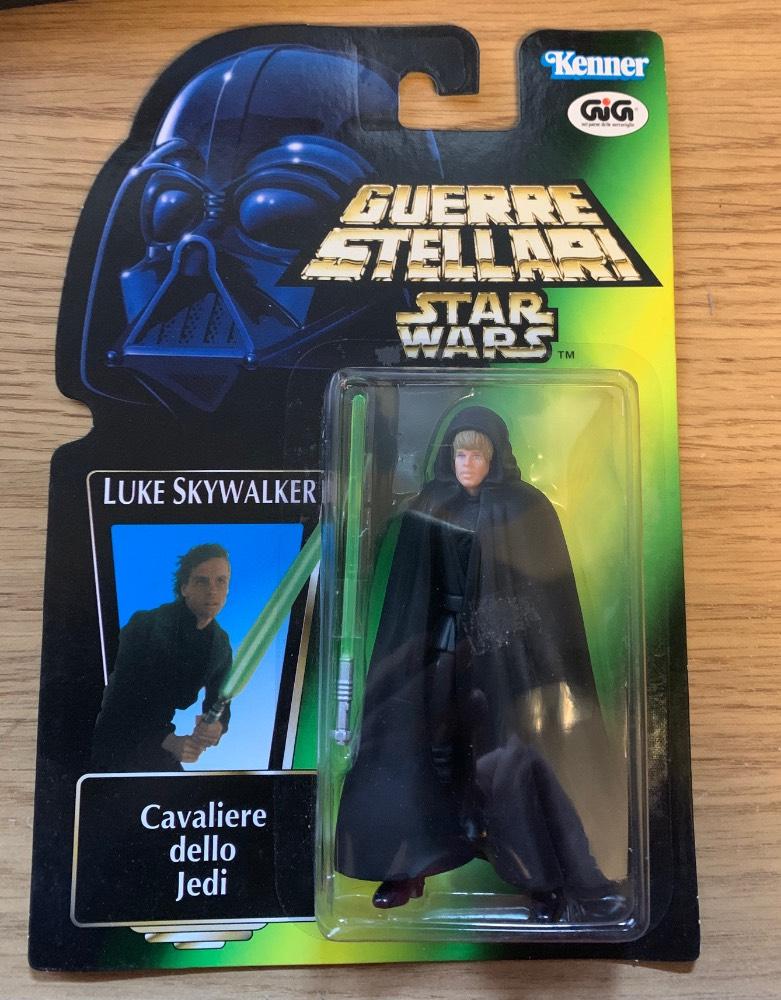 Kenner
GiG
GUERRE
STELLARI
STAR
WARS TM
LUKE SKYWALKER
Cavaliere
dello
Jedi